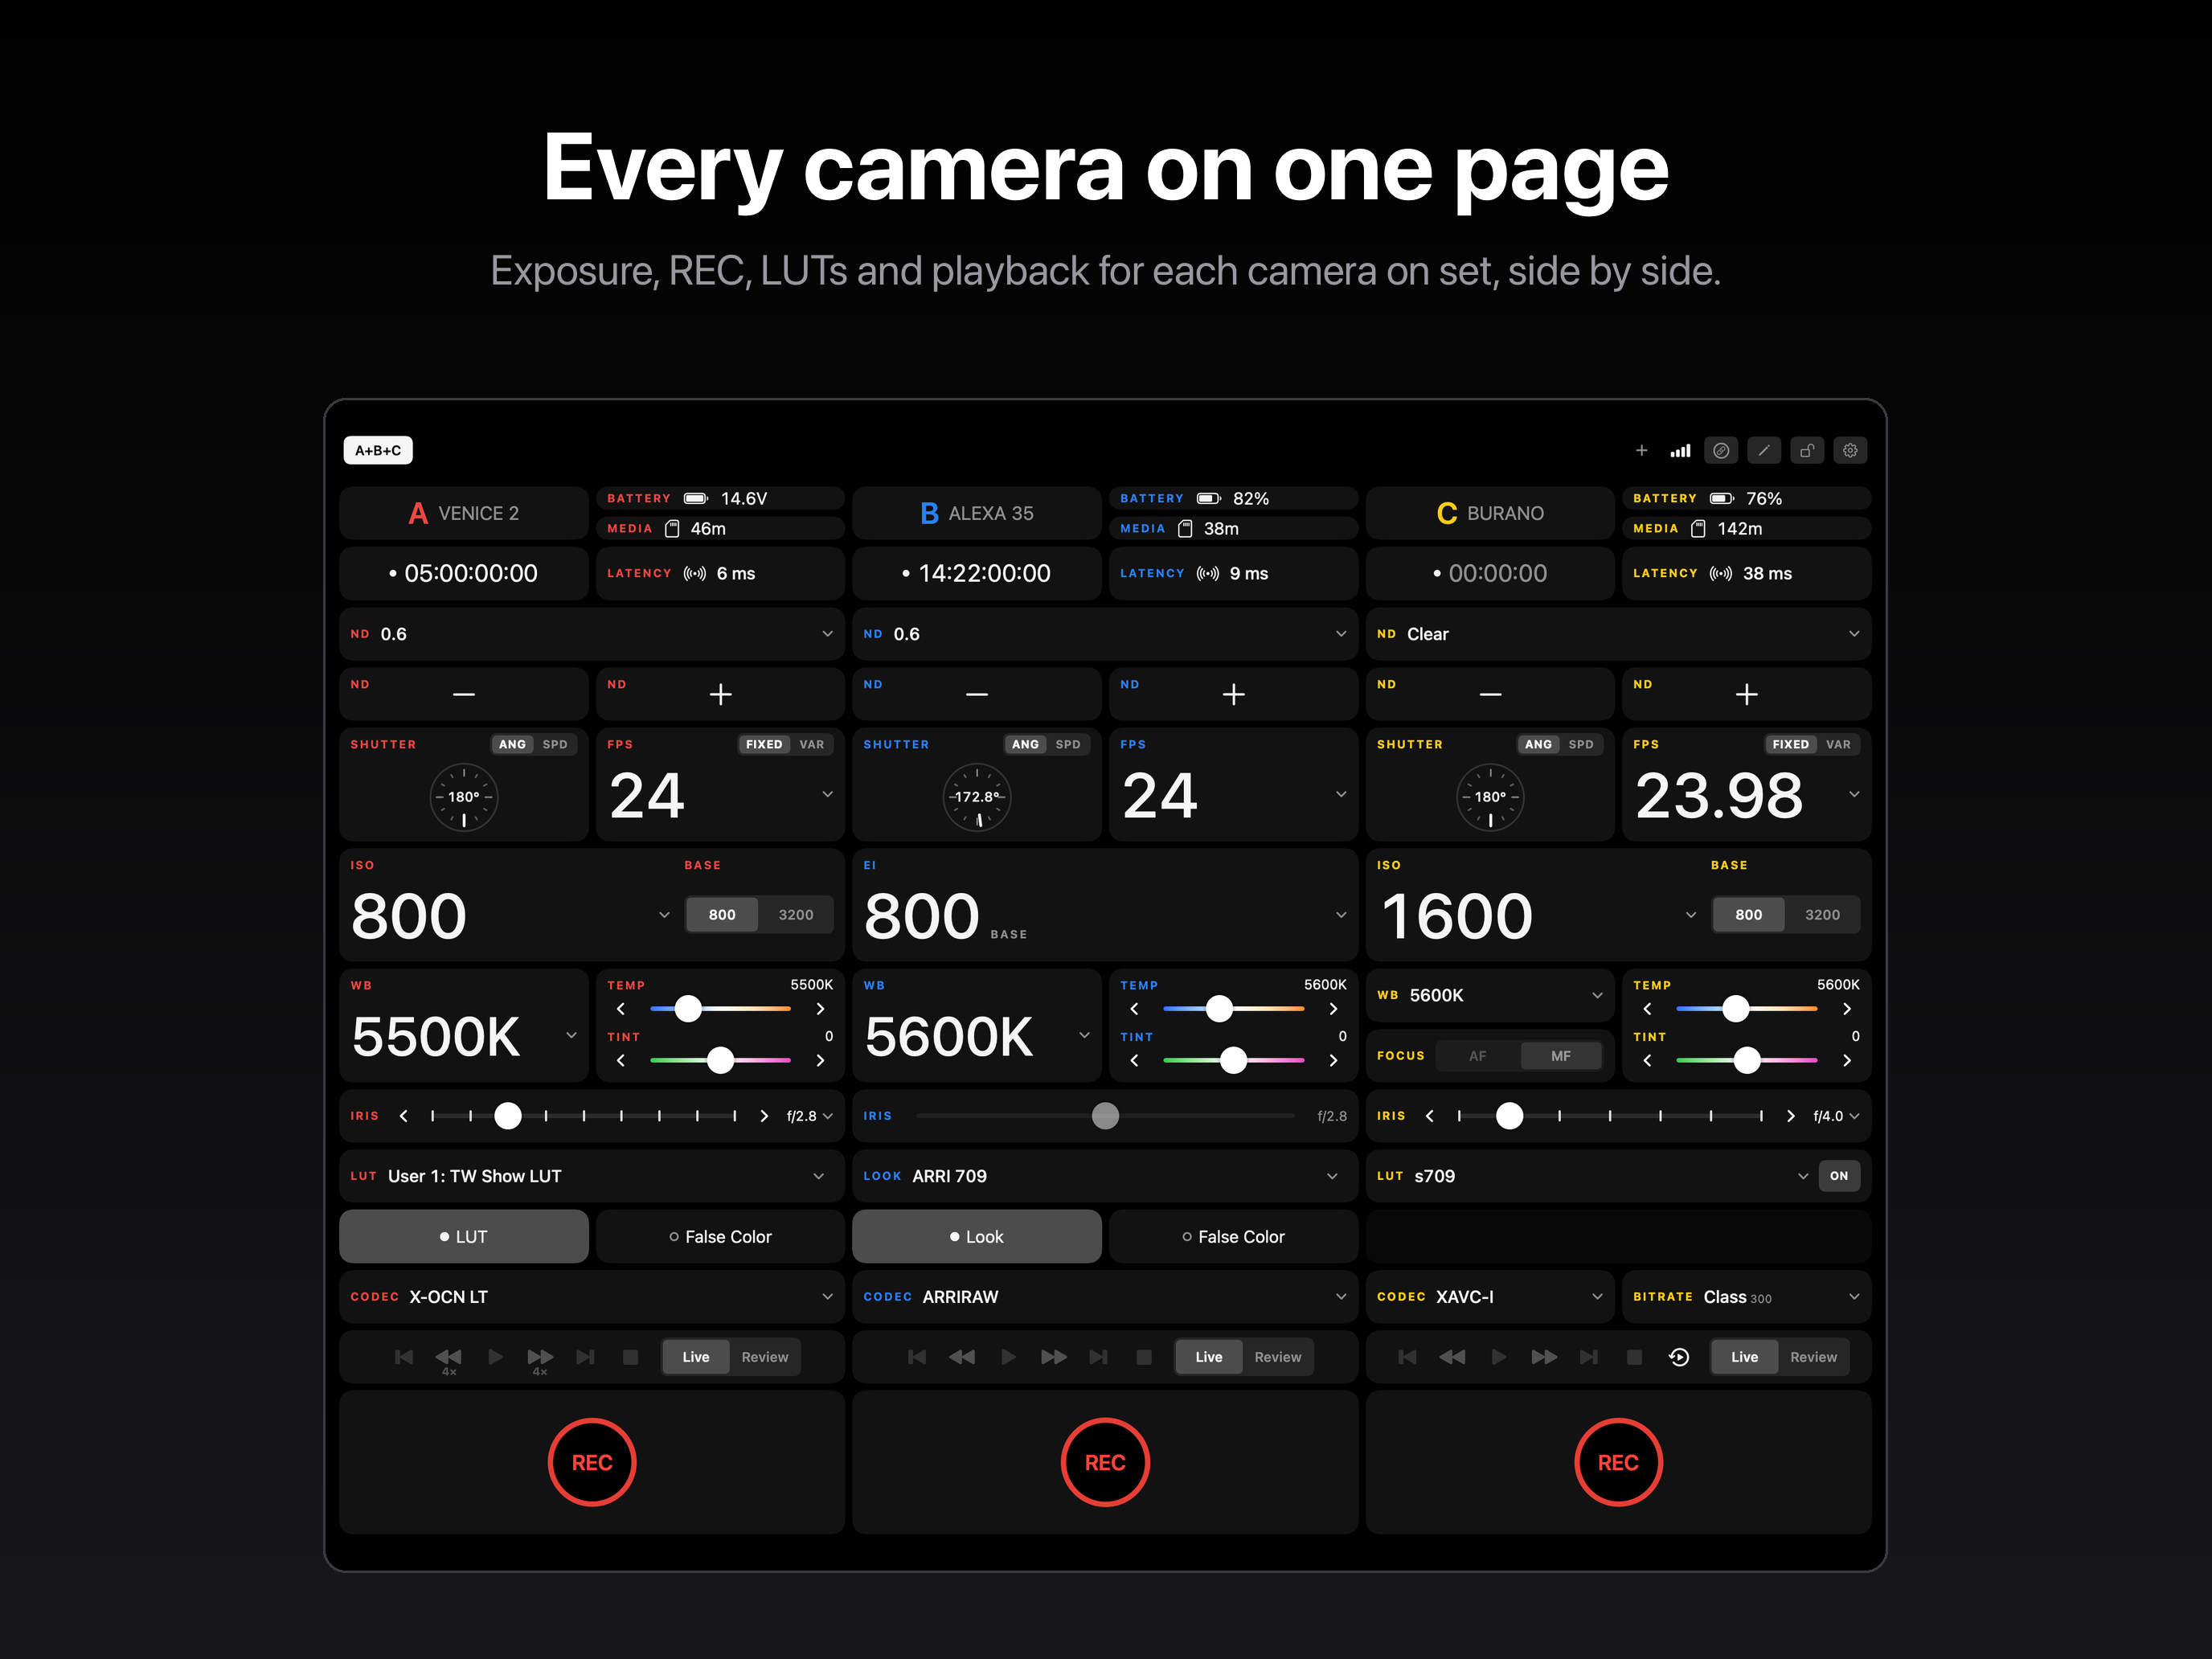 Every camera on one page
Exposure, REC, LUTs and playback for each camera on set, side by side.
A+B+C
A VENICE 2 BATTERY 14.6V B ALEXA 35 BATTERY 82% C BURANO BATTERY 76%
MEDIA 46m MEDIA 38m MEDIA 142m
05:00:00:00 LATENCY 6 ms 14:22:00:00 LATENCY 9 ms 00:00:00 LATENCY 38 ms
ND 0.6 ND 0.6 ND Clear
ND − ND + ND − ND + ND − ND +
SHUTTER ANG SPD FPS FIXED VAR SHUTTER ANG SPD FPS SHUTTER ANG SPD FPS FIXED VAR
180° 24 172.8° 24 180° 23.98
ISO BASE EI ISO BASE
800 800 3200 800 BASE 1600 800 3200
WB TEMP 5500K WB TEMP 5600K WB 5600K TEMP 5600K
5500K TINT 0 5600K TINT 0 FOCUS AF MF TINT 0
IRIS f/2.8 IRIS f/2.8 IRIS f/4.0
LUT User 1: TW Show LUT LOOK ARRI 709 LUT s709 ON
LUT False Color Look False Color
CODEC X-OCN LT CODEC ARRIRAW CODEC XAVC-I BITRATE Class 300
4× 4× Live Review Live Review Live Review
REC REC REC